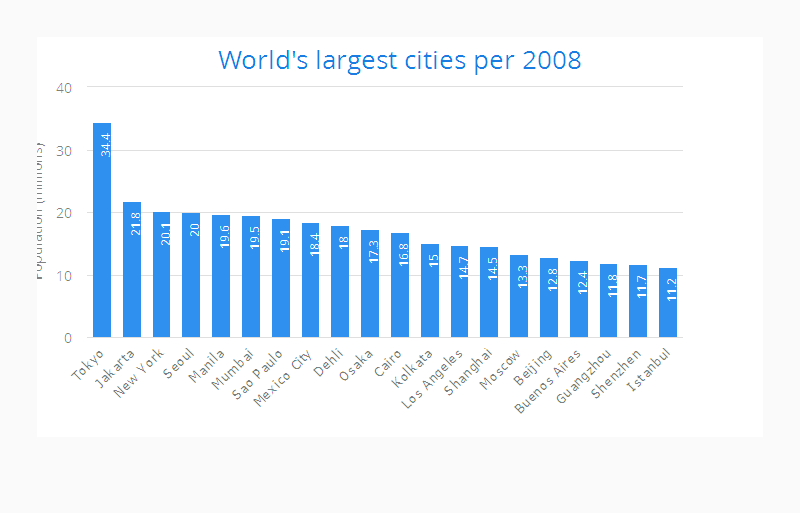 World's largest cities per 2008
Population (millions)
40
30
20
10
0
34.4
21.8
20.1
20
19.6
19.5
19.1
18.4
18
17.3
16.8
15
14.7
14.5
13.3
12.8
12.4
11.8
11.7
11.2
Tokyo
Jakarta
New York
Seoul
Manila
Mumbai
Sao Paulo
Mexico City
Dehli
Osaka
Cairo
Kolkata
Los Angeles
Shanghai
Moscow
Beijing
Buenos Aires
Guangzhou
Shenzhen
Istanbul